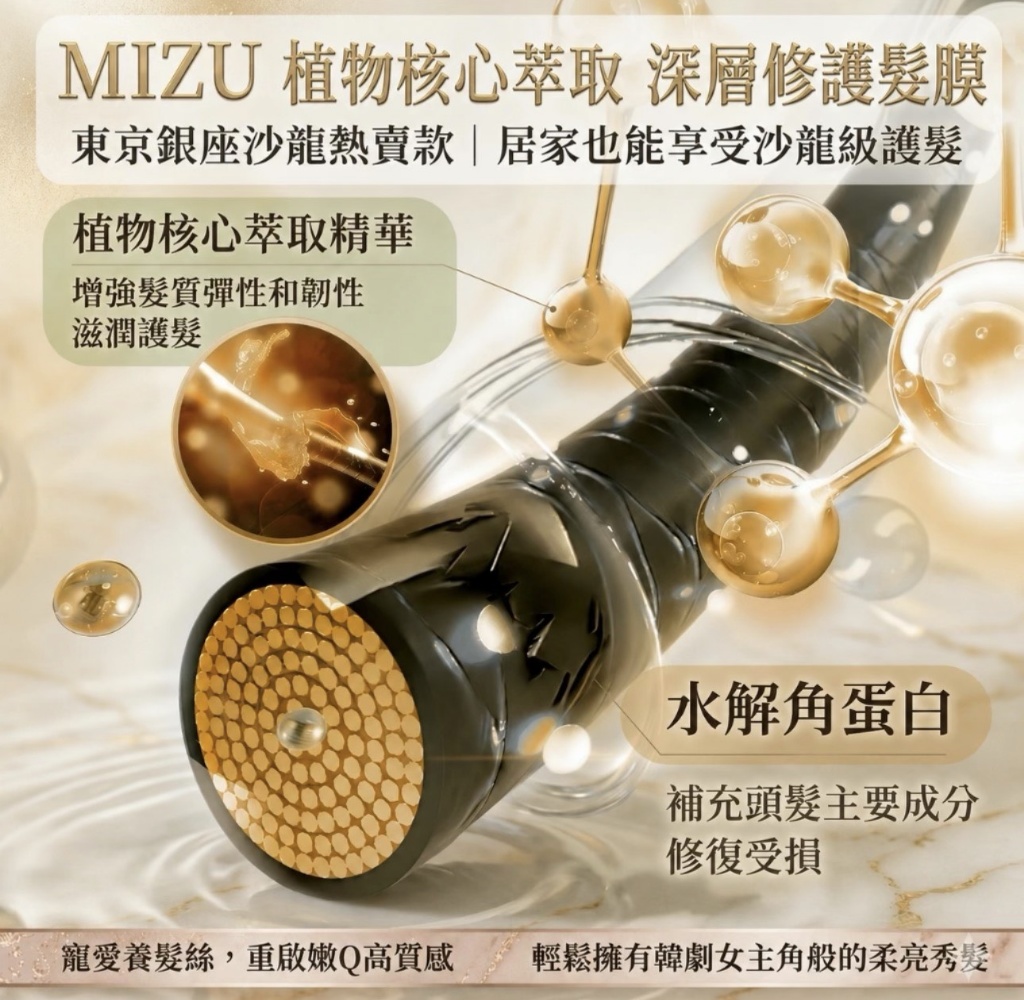 MIZU 植物核心萃取 深層修護髮膜
東京銀座沙龍熱賣款｜居家也能享受沙龍級護髮
植物核心萃取精華
增強髮質彈性和韌性
滋潤護髮
水解角蛋白
補充頭髮主要成分
修復受損
寵愛養髮絲，重啟嫩Q高質感
輕鬆擁有韓劇女主角般的柔亮秀髮